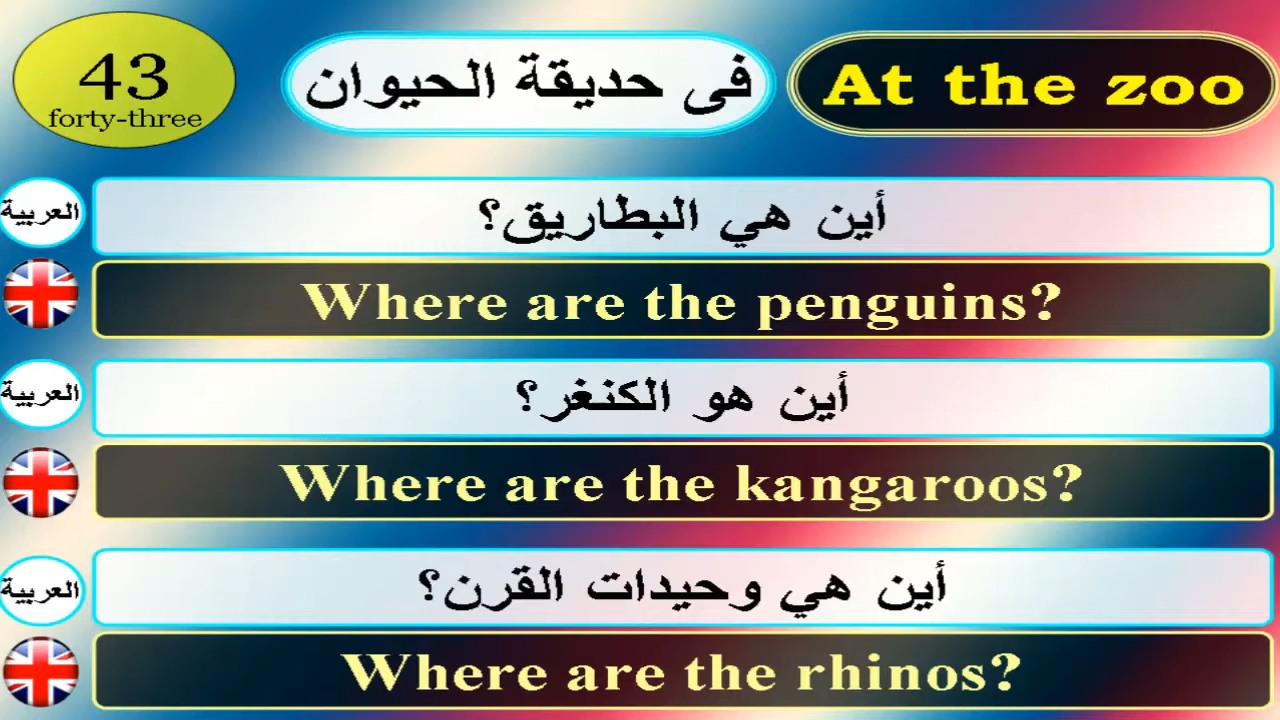 43
forty-three
فى حديقة الحيوان
At the zoo
العربية
أين هي البطاريق؟
Where are the penguins?
العربية
أين هو الكنغر؟
Where are the kangaroos?
العربية
أين هي وحيدات القرن؟
Where are the rhinos?